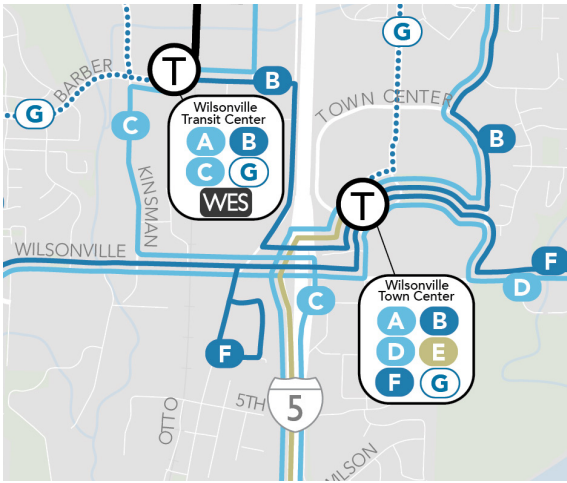 G
T
B
TOWN CENTER
BARBER
G
C
Wilsonville
Transit Center
A B
C G
WES
B
KINSMAN
T
WILSONVILLE
F
D
Wilsonville
Town Center
A B
D E
F G
C
F
5TH
5
OTTO
WILSON